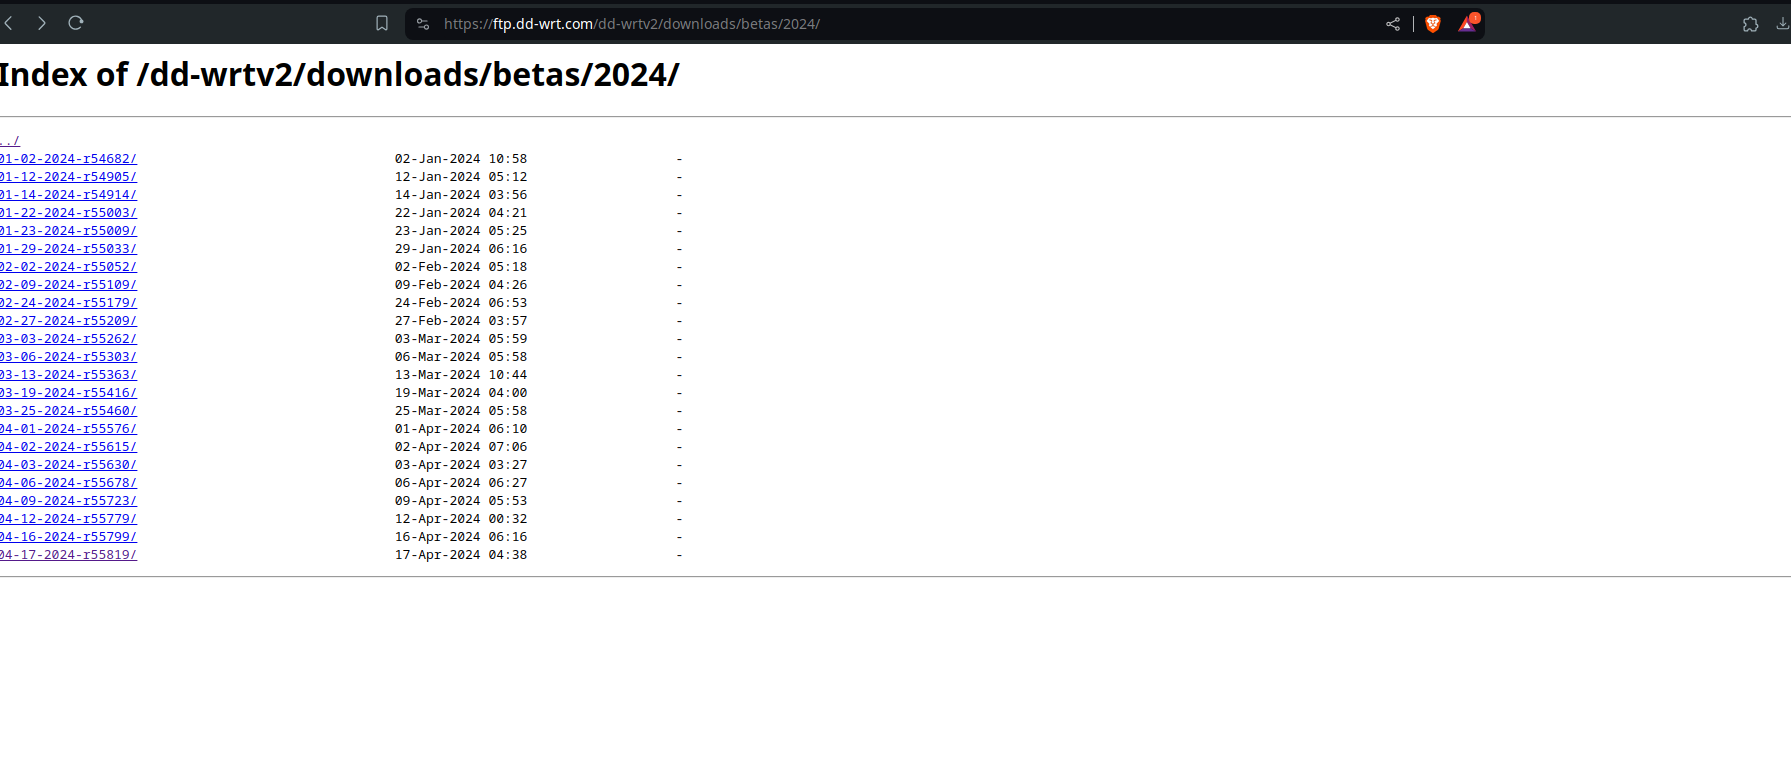 https://ftp.dd-wrt.com/dd-wrtv2/downloads/betas/2024/
1
Index of /dd-wrtv2/downloads/betas/2024/
../
01-02-2024-r54682/ 02-Jan-2024 10:58 -
01-12-2024-r54905/ 12-Jan-2024 05:12 -
01-14-2024-r54914/ 14-Jan-2024 03:56 -
01-22-2024-r55003/ 22-Jan-2024 04:21 -
01-23-2024-r55009/ 23-Jan-2024 05:25 -
01-29-2024-r55033/ 29-Jan-2024 06:16 -
02-02-2024-r55052/ 02-Feb-2024 05:18 -
02-09-2024-r55109/ 09-Feb-2024 04:26 -
02-24-2024-r55179/ 24-Feb-2024 06:53 -
02-27-2024-r55209/ 27-Feb-2024 03:57 -
03-03-2024-r55262/ 03-Mar-2024 05:59 -
03-06-2024-r55303/ 06-Mar-2024 05:58 -
03-13-2024-r55363/ 13-Mar-2024 10:44 -
03-19-2024-r55416/ 19-Mar-2024 04:00 -
03-25-2024-r55460/ 25-Mar-2024 05:58 -
04-01-2024-r55576/ 01-Apr-2024 06:10 -
04-02-2024-r55615/ 02-Apr-2024 07:06 -
04-03-2024-r55630/ 03-Apr-2024 03:27 -
04-06-2024-r55678/ 06-Apr-2024 06:27 -
04-09-2024-r55723/ 09-Apr-2024 05:53 -
04-12-2024-r55779/ 12-Apr-2024 00:32 -
04-16-2024-r55799/ 16-Apr-2024 06:16 -
04-17-2024-r55819/ 17-Apr-2024 04:38 -